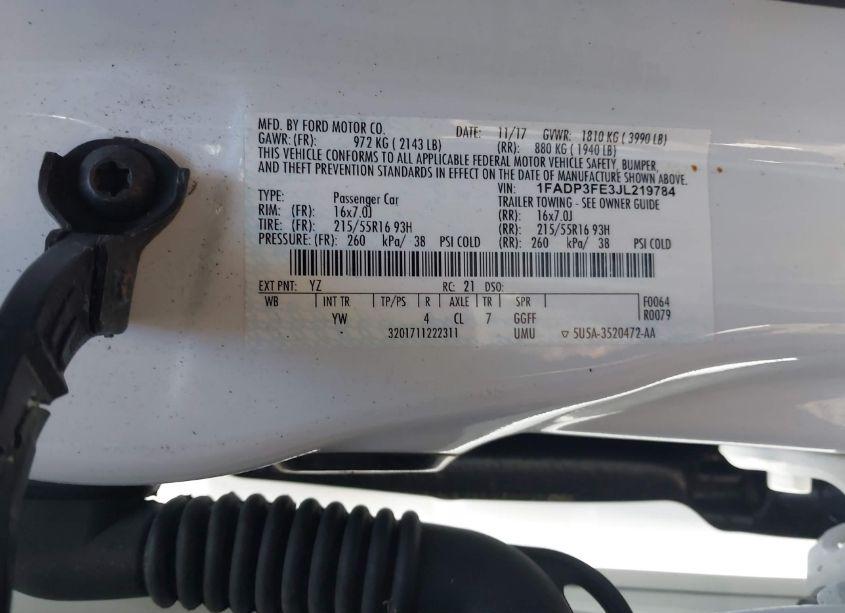 MFD. BY FORD MOTOR CO. DATE: 11/17 GVWR: 1810 KG ( 3990 LB)
GAWR: (FR): 972 KG ( 2143 LB) (RR): 880 KG ( 1940 LB)
THIS VEHICLE CONFORMS TO ALL APPLICABLE FEDERAL MOTOR VEHICLE SAFETY, BUMPER,
AND THEFT PREVENTION STANDARDS IN EFFECT ON THE DATE OF MANUFACTURE SHOWN ABOVE.
VIN: 1FADP3FE3JL219784
TYPE: Passenger Car TRAILER TOWING - SEE OWNER GUIDE
RIM: (FR): 16x7.0J (RR): 16x7.0J
TIRE: (FR): 215/55R16 93H (RR): 215/55R16 93H
PRESSURE: (FR): 260 kPa/ 38 PSI COLD (RR): 260 kPa/ 38 PSI COLD
EXT PNT: YZ RC: 21 DSO:
WB INT TR TP/PS R AXLE TR SPR F0064
YW 4 CL 7 GGFF R0079
- 3201711222311 UMU ▽ 5U5A-3520472-AA